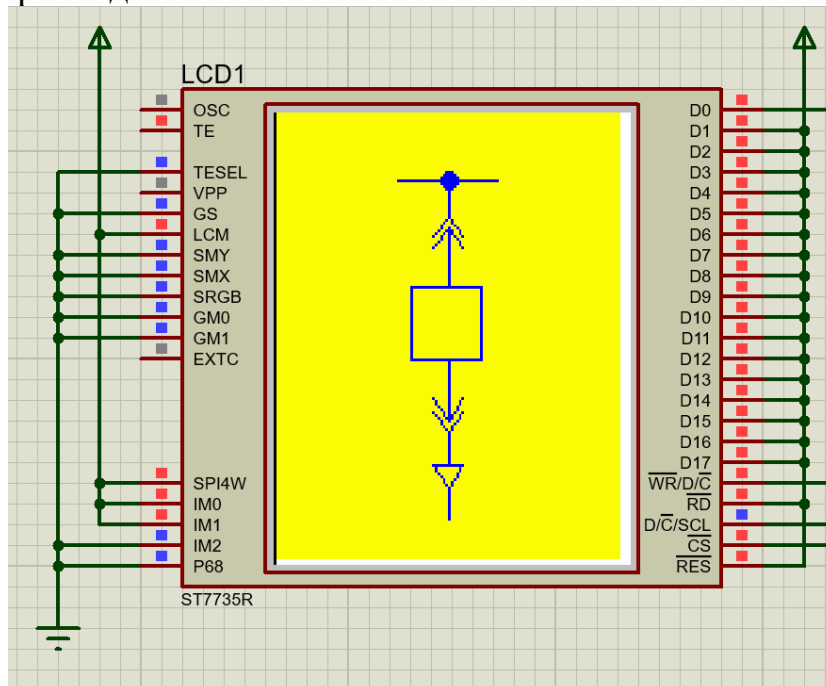 LCD1
OSC
TE
TESEL
VPP
GS
LCM
SMY
SMX
SRGB
GM0
GM1
EXTC
SPI4W
IM0
IM1
IM2
P68
D0
D1
D2
D3
D4
D5
D6
D7
D8
D9
D10
D11
D12
D13
D14
D15
D16
D17
WR/D/C
RD
D/C/SCL
CS
RES
ST7735R